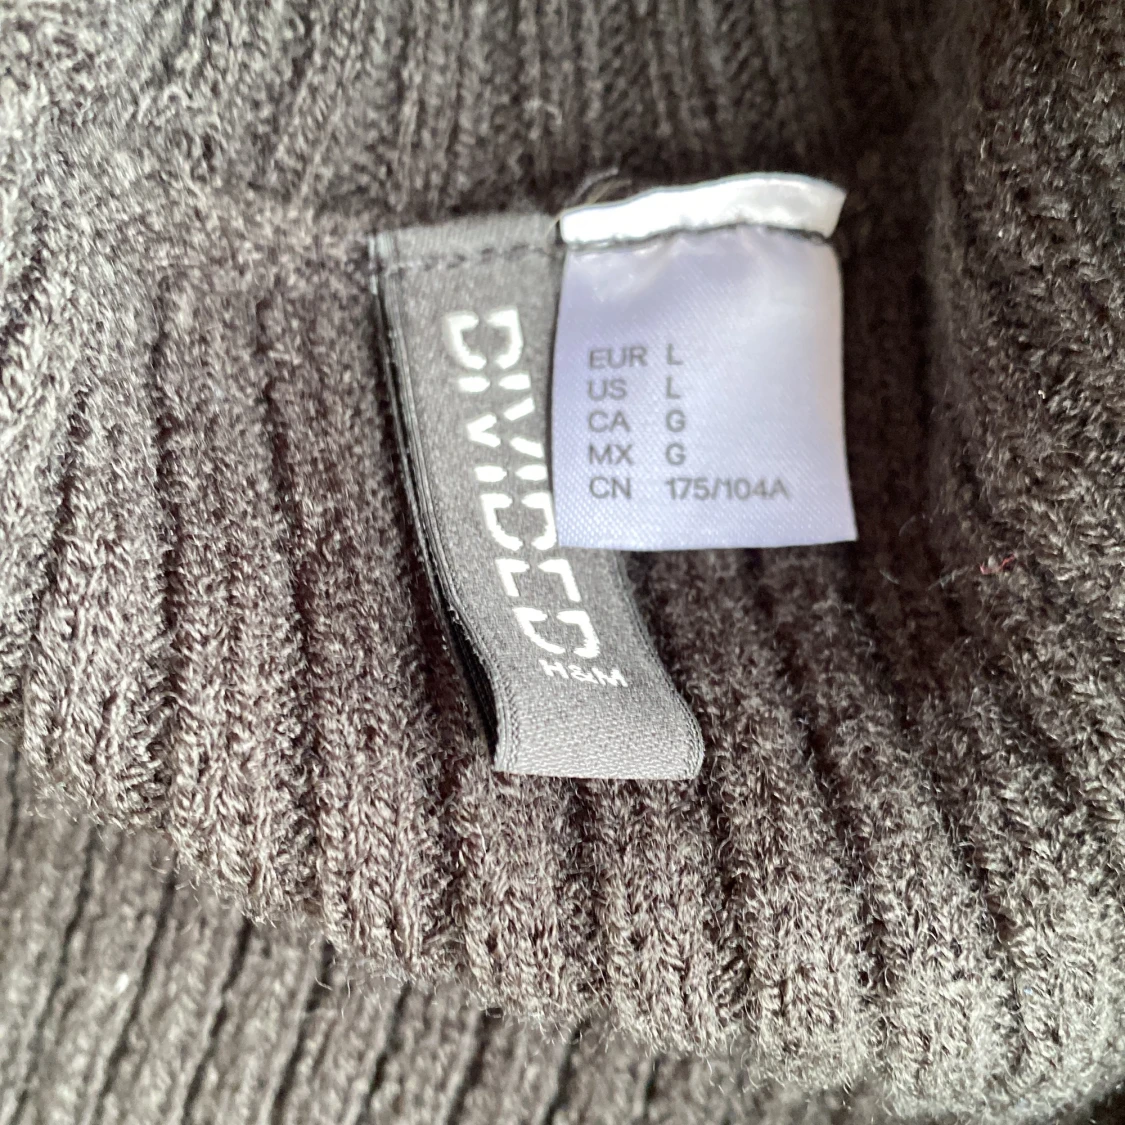 DIVIDED
H&M
EUR L
US L
CA G
MX G
CN 175/104A